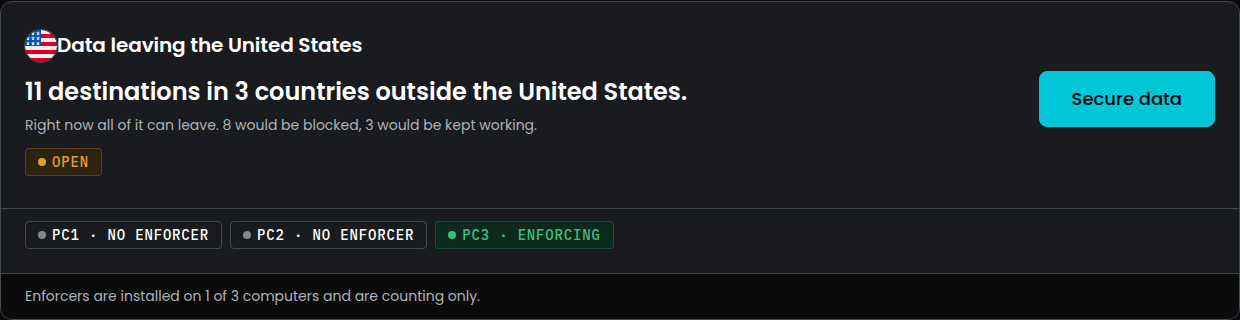 Data leaving the United States
11 destinations in 3 countries outside the United States.
Right now all of it can leave. 8 would be blocked, 3 would be kept working.
Secure data
OPEN
PC1 · NO ENFORCER
PC2 · NO ENFORCER
PC3 · ENFORCING
Enforcers are installed on 1 of 3 computers and are counting only.